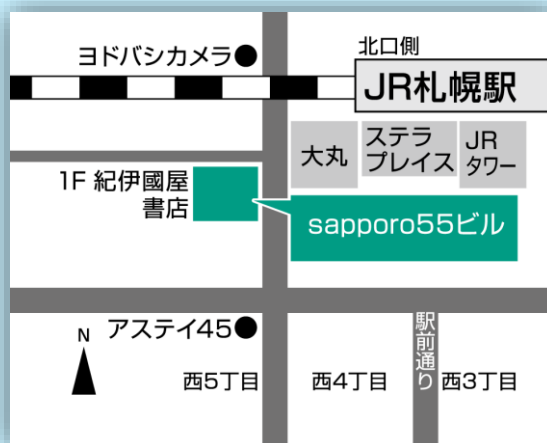 ヨドバシカメラ
北口側
JR札幌駅
大丸
ステラ
プレイス
JR
タワー
1F 紀伊國屋
書店
sapporo55ビル
N
アスティ45
駅前通り
西5丁目
西4丁目
西3丁目